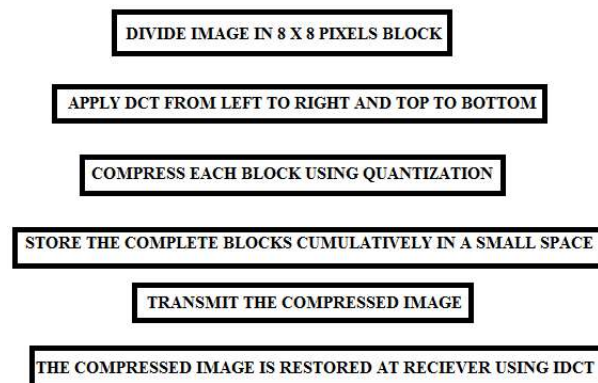 DIVIDE IMAGE IN 8 X 8 PIXELS BLOCK
APPLY DCT FROM LEFT TO RIGHT AND TOP TO BOTTOM
COMPRESS EACH BLOCK USING QUANTIZATION
STORE THE COMPLETE BLOCKS CUMULATIVELY IN A SMALL SPACE
TRANSMIT THE COMPRESSED IMAGE
THE COMPRESSED IMAGE IS RESTORED AT RECIEVER USING IDCT